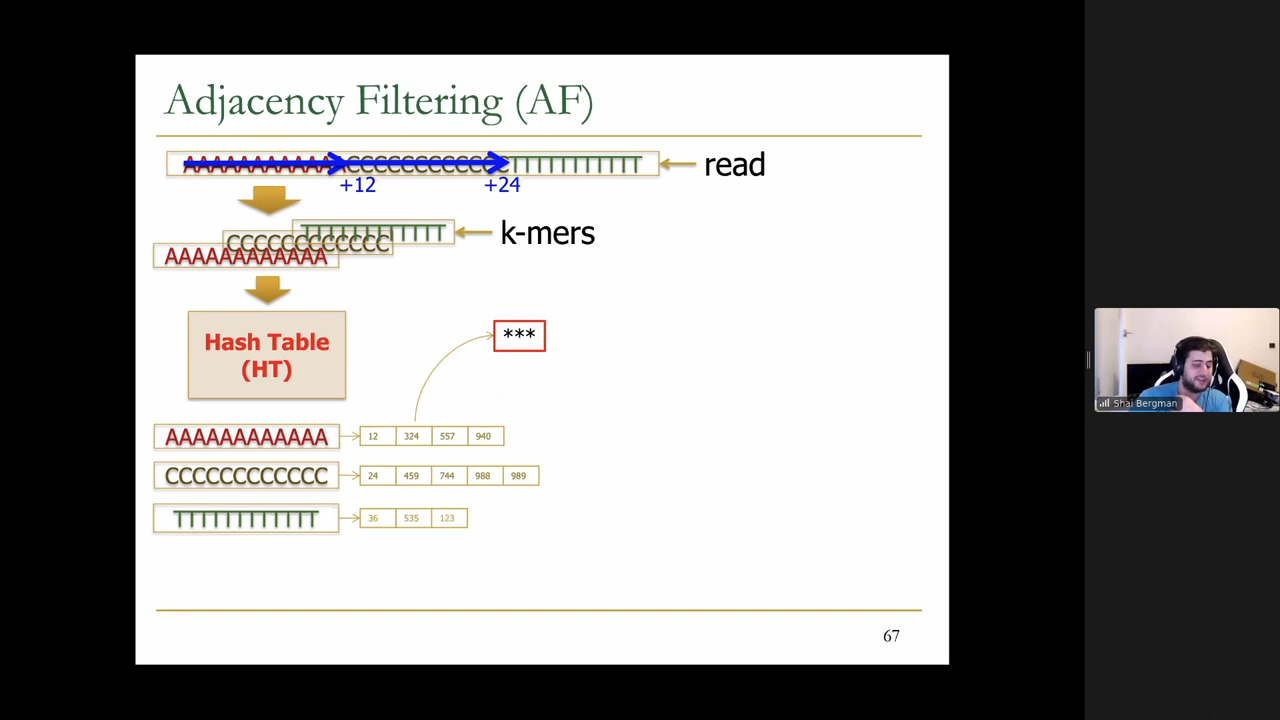 Adjacency Filtering (AF)
AAAAAAAAAAAACCCCCCCCCCCCTTTTTTTTTTTT
read
+12
+24
TTTTTTTTTTTT
k-mers
CCCCCCCCCCCC
AAAAAAAAAAAA
Hash Table
(HT)
***
AAAAAAAAAAAA 12 324 557 940
CCCCCCCCCCCC 24 459 744 988 989
TTTTTTTTTTTT 36 535 123
67
Shai Bergman